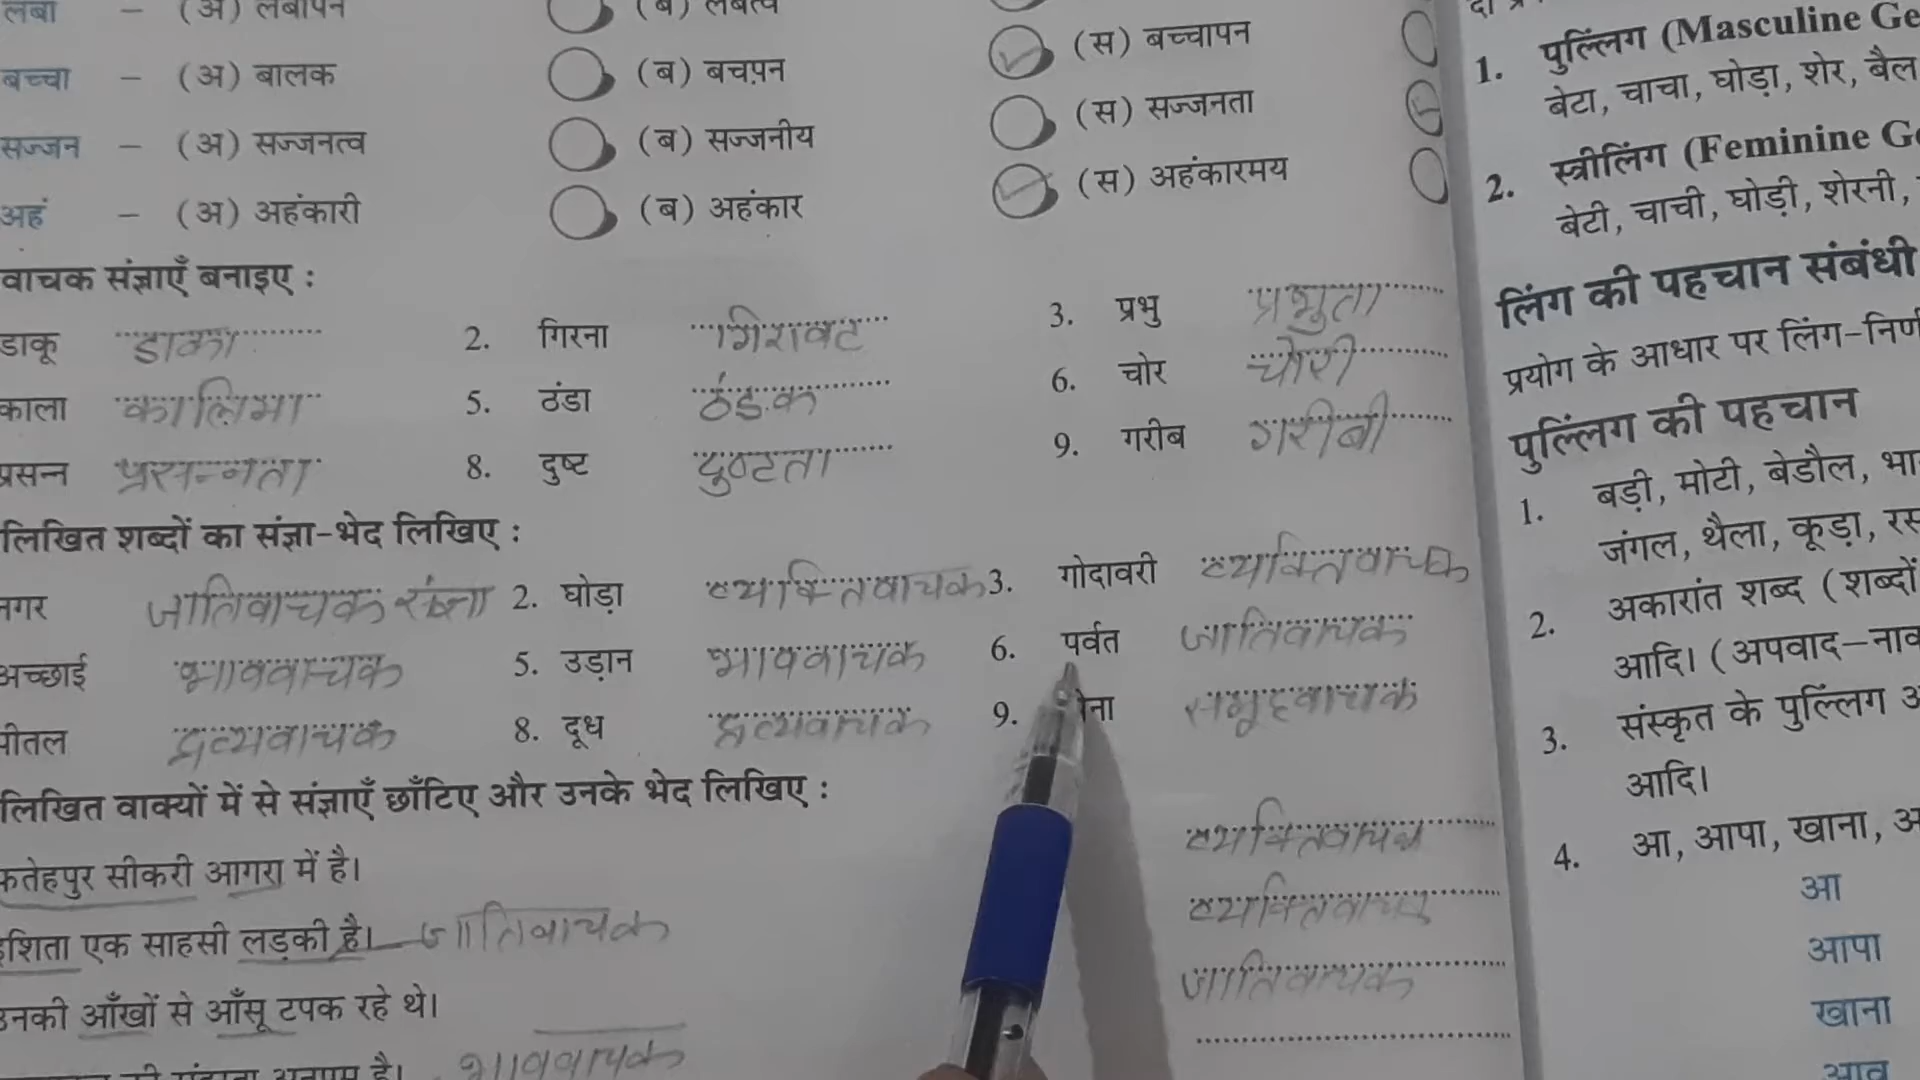 लंबा – (अ) लंबापन (ब) लंबत्व
बच्चा – (अ) बालक (ब) बचपन (स) बच्चापन
सज्जन – (अ) सज्जनत्व (ब) सज्जनीय (स) सज्जनता
अहं – (अ) अहंकारी (ब) अहंकार (स) अहंकारमय
वाचक संज्ञाएँ बनाइए :
डाकू डाका 2. गिरना गिरावट 3. प्रभु प्रभुता
काला कालिमा 5. ठंडा ठंडक 6. चोर चोरी
प्रसन्न प्रसन्नता 8. दुष्ट दुष्टता 9. गरीब गरीबी
लिखित शब्दों का संज्ञा-भेद लिखिए :
नगर जातिवाचक संज्ञा 2. घोड़ा व्यक्तिवाचक 3. गोदावरी व्यक्तिवाचक
अच्छाई भाववाचक 5. उड़ान भाववाचक 6. पर्वत जातिवाचक
पीतल द्रव्यवाचक 8. दूध द्रव्यवाचक 9. समूहवाचक
लिखित वाक्यों में से संज्ञाएँ छाँटिए और उनके भेद लिखिए :
व्यक्तिवाचक
फतेहपुर सीकरी आगरा में है।
व्यक्तिवाचक
इशिता एक साहसी लड़की है। जातिवाचक
जातिवाचक
उनकी आँखों से आँसू टपक रहे थे।
भाववाचक
1. पुल्लिंग (Masculine Ge
बेटा, चाचा, घोड़ा, शेर, बैल
2. स्त्रीलिंग (Feminine Ge
बेटी, चाची, घोड़ी, शेरनी,
लिंग की पहचान संबंधी
प्रयोग के आधार पर लिंग-निर्ण
पुल्लिंग की पहचान
1. बड़ी, मोटी, बेडौल, भा
जंगल, थैला, कूड़ा, रस
2. अकारांत शब्द (शब्दों
आदि। (अपवाद–नाव
3. संस्कृत के पुल्लिंग अ
आदि।
4. आ, आपा, खाना, अ
आ
आपा
खाना
आव